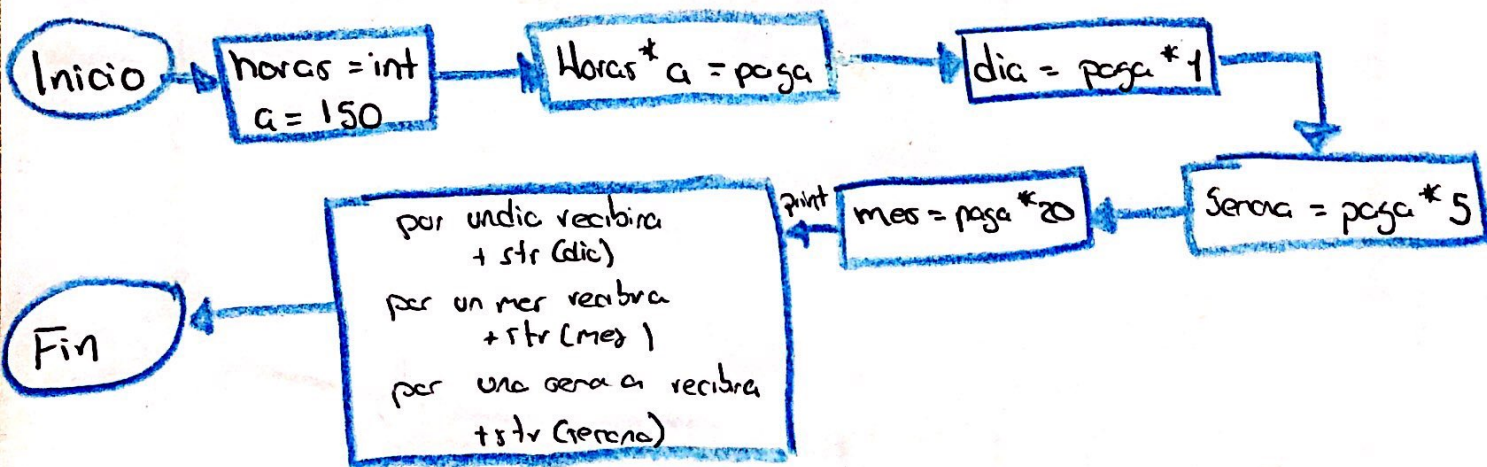 Inicio
horas = int
a = 150
Horas * a = paga
dia = paga * 1
Semana = paga * 5
mes = paga * 20
print
por un dia recibira
+ str (dia)
por un mes recibira
+ str (mes)
por una semana recibira
+ str (semana)
Fin